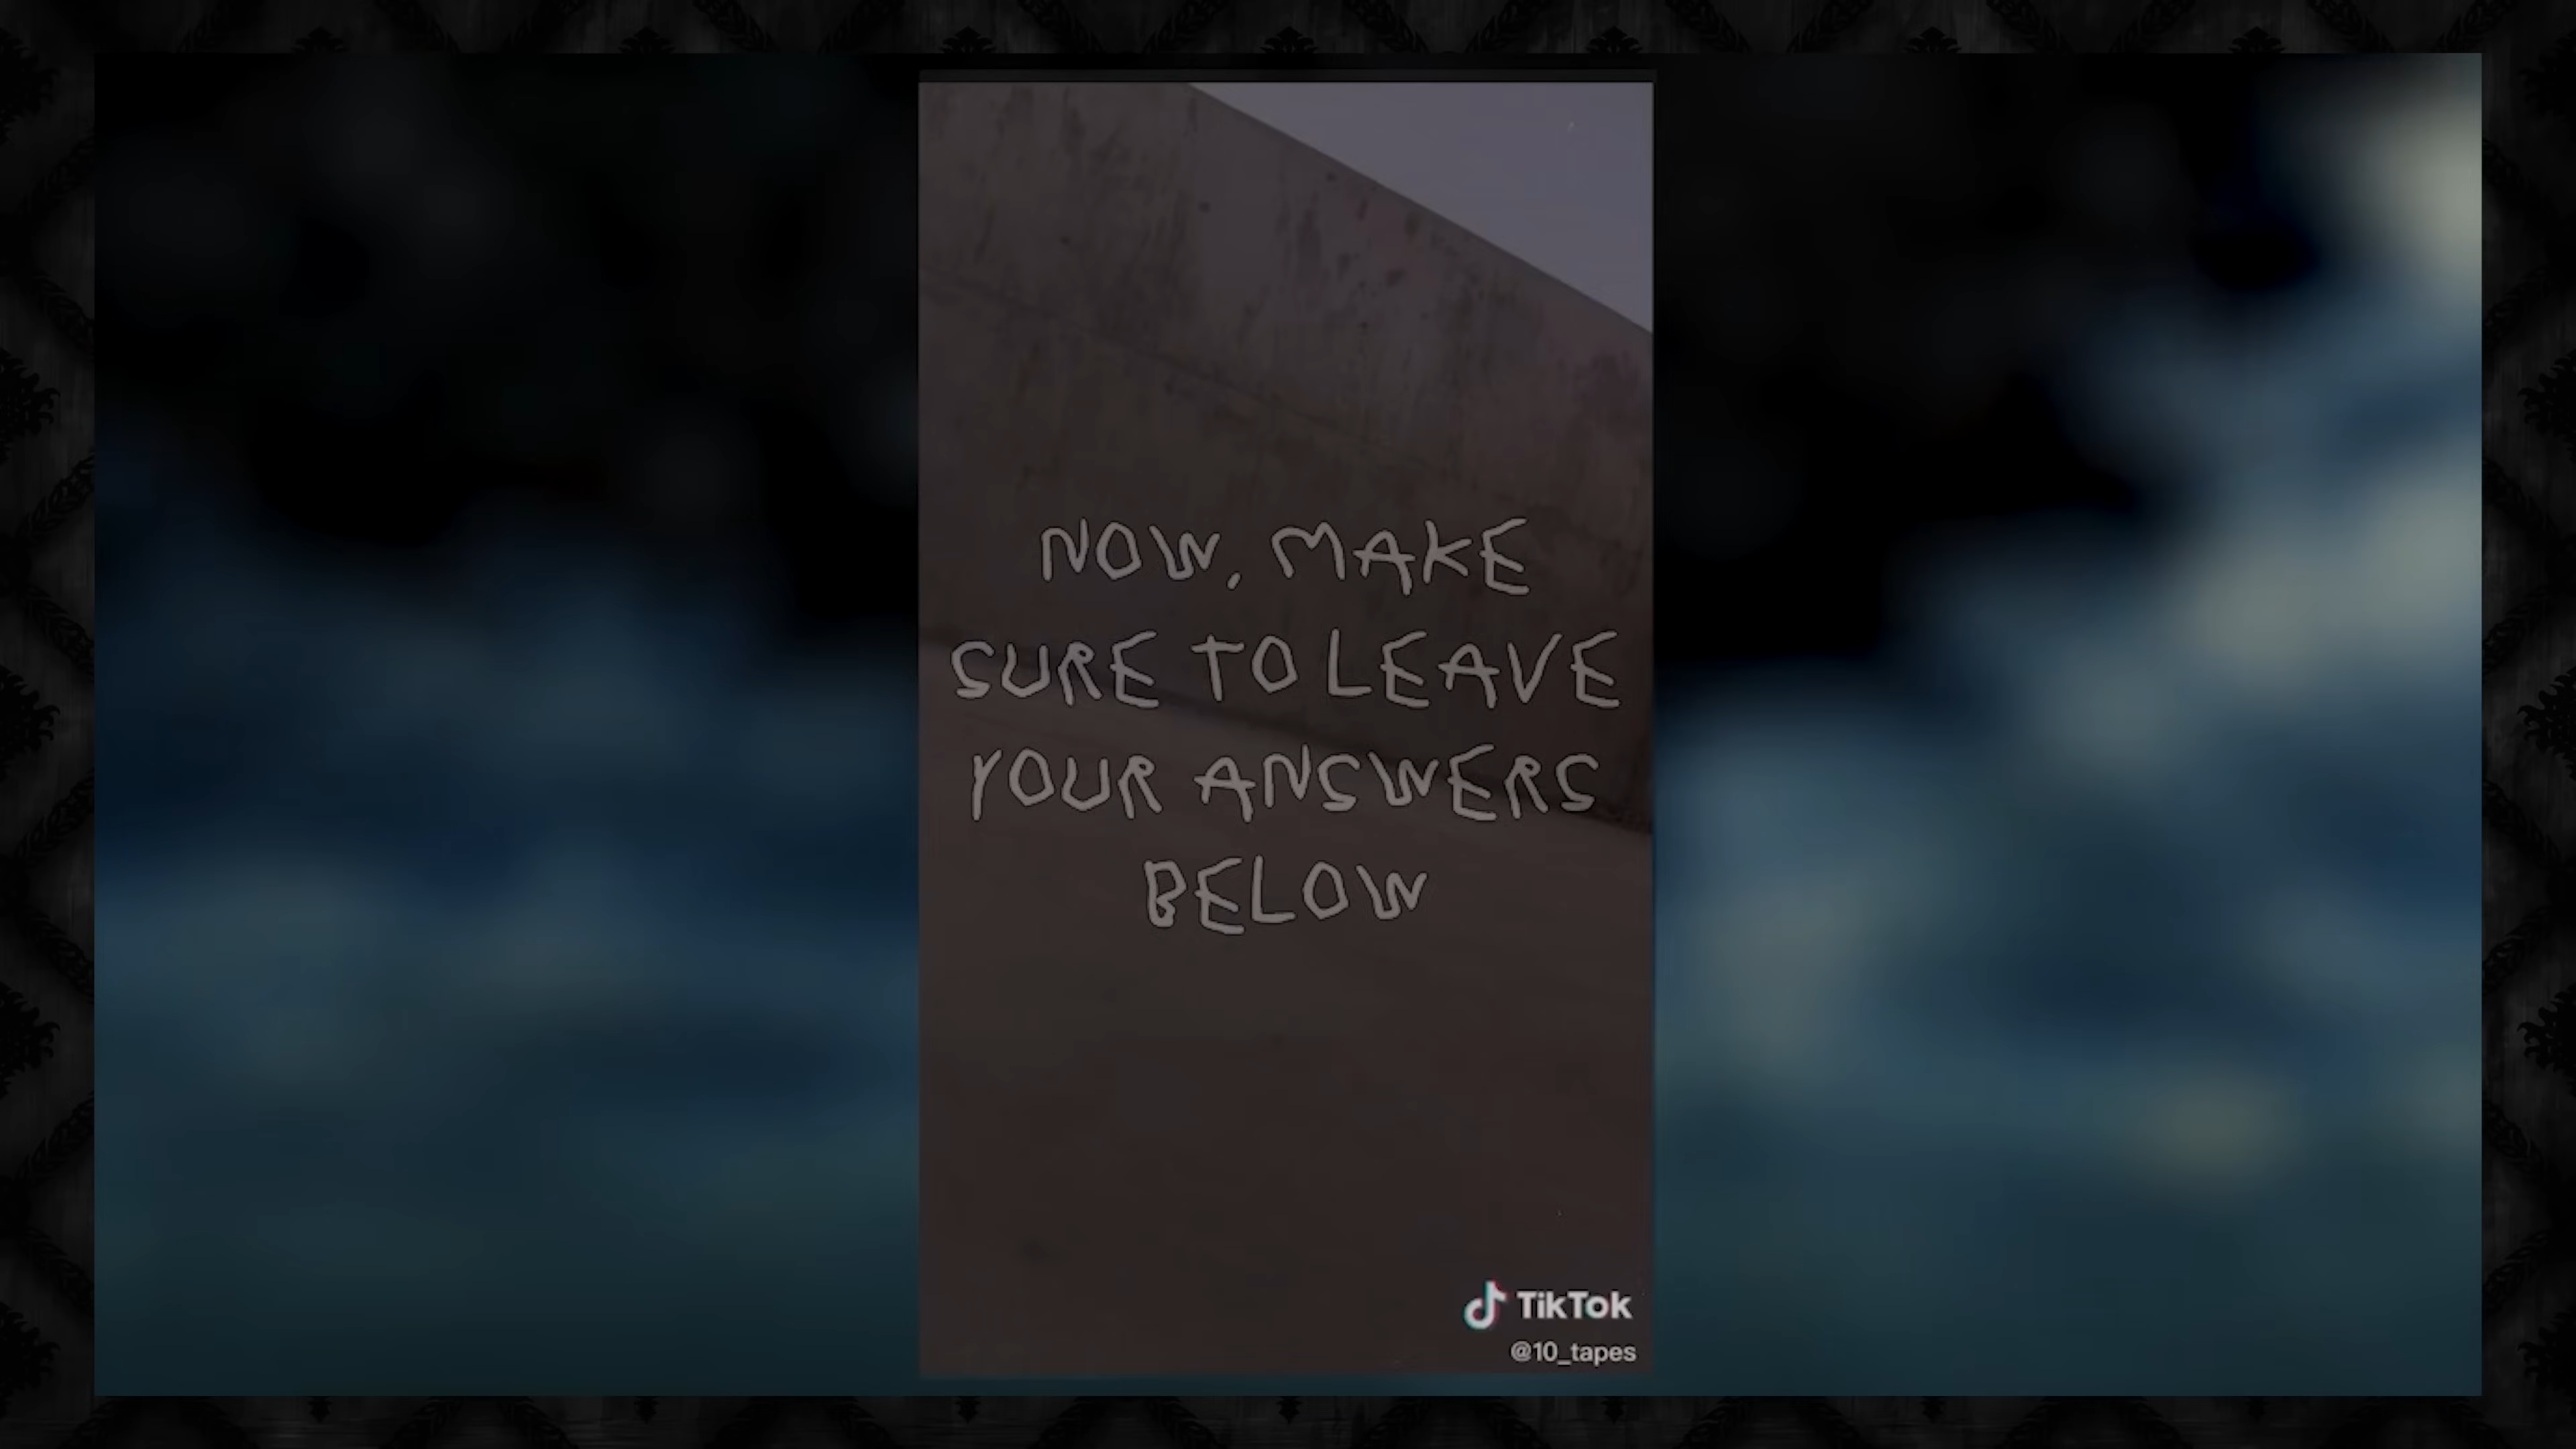 NOW, MAKE
SURE TO LEAVE
YOUR ANSWERS
BELOW
TikTok
@10_tapes